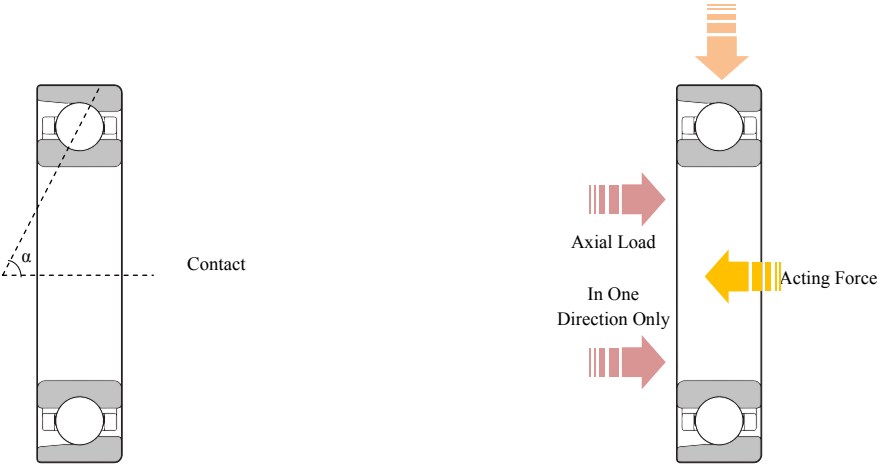 α
Contact
Axial Load
In One
Direction Only
Acting Force